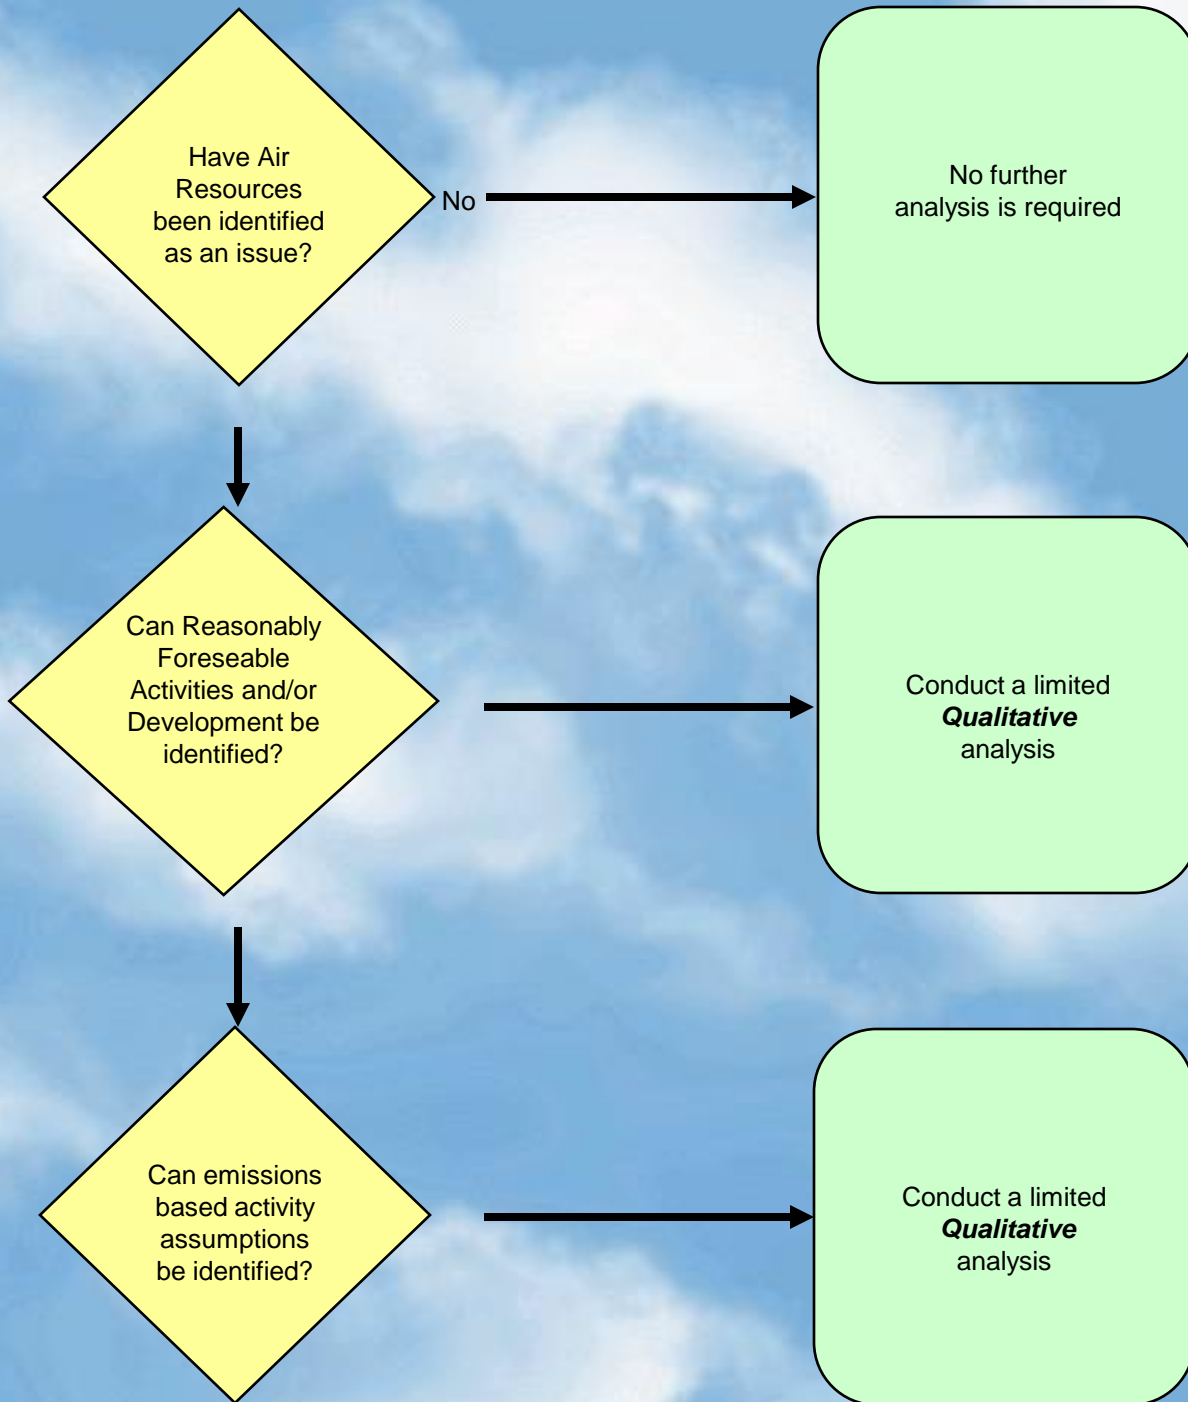 Have Air
Resources
been identified
as an issue?
No
No further
analysis is required
Can Reasonably
Foreseable
Activities and/or
Development be
identified?
Conduct a limited
Qualitative
analysis
Can emissions
based activity
assumptions
be identified?
Conduct a limited
Qualitative
analysis